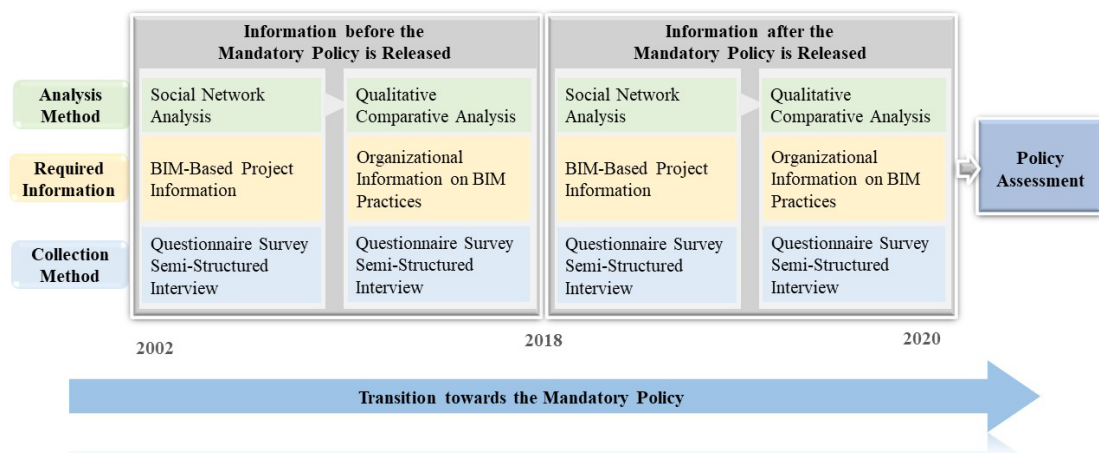 Information before the
Mandatory Policy is Released
Information after the
Mandatory Policy is Released
Analysis
Method
Social Network
Analysis
Qualitative
Comparative Analysis
Social Network
Analysis
Qualitative
Comparative Analysis
Required
Information
BIM-Based Project
Information
Organizational
Information on BIM
Practices
BIM-Based Project
Information
Organizational
Information on BIM
Practices
Policy
Assessment
Collection
Method
Questionnaire Survey
Semi-Structured
Interview
Questionnaire Survey
Semi-Structured
Interview
Questionnaire Survey
Semi-Structured
Interview
Questionnaire Survey
Semi-Structured
Interview
2002
2018
2020
Transition towards the Mandatory Policy